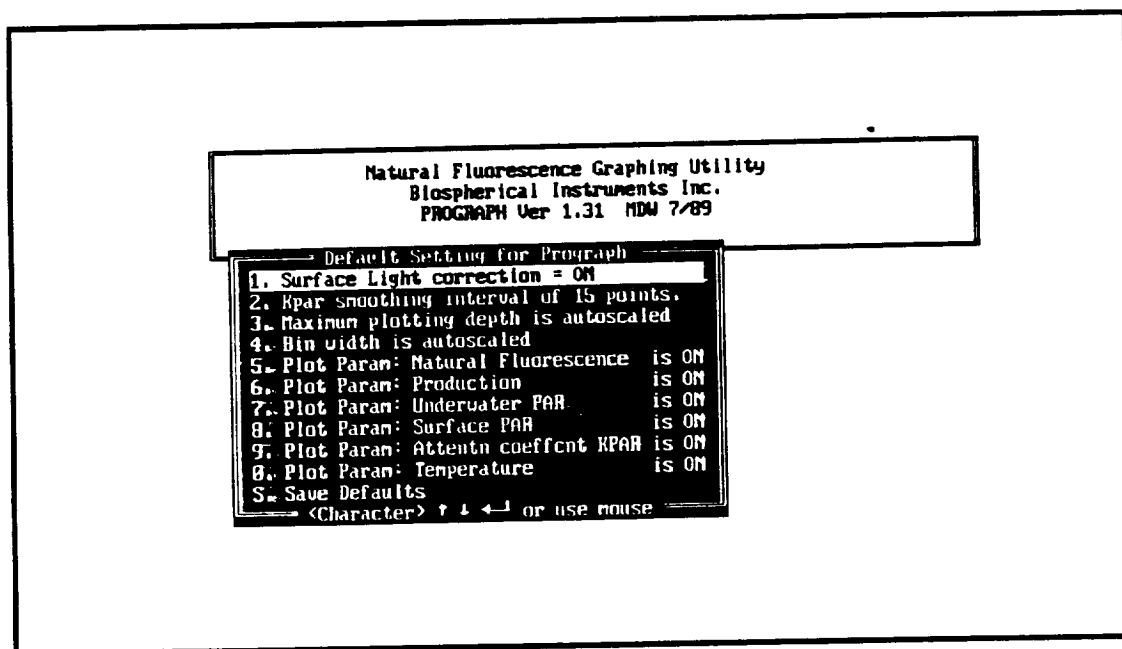 Natural Fluorescence Graphing Utility
Biospherical Instruments Inc.
PROGRAPH Ver 1.31 MDW 7/89
Default Setting for Prograph
1. Surface Light correction = ON
2. Kpar smoothing interval of 15 points.
3. Maximum plotting depth is autoscaled
4. Bin width is autoscaled
5. Plot Param: Natural Fluorescence is ON
6. Plot Param: Production is ON
7. Plot Param: Underwater PAR is ON
8. Plot Param: Surface PAR is ON
9. Plot Param: Attentn coeffcnt KPAR is ON
0. Plot Param: Temperature is ON
S. Save Defaults
<Character> ↑ ↓ ←┘ or use mouse